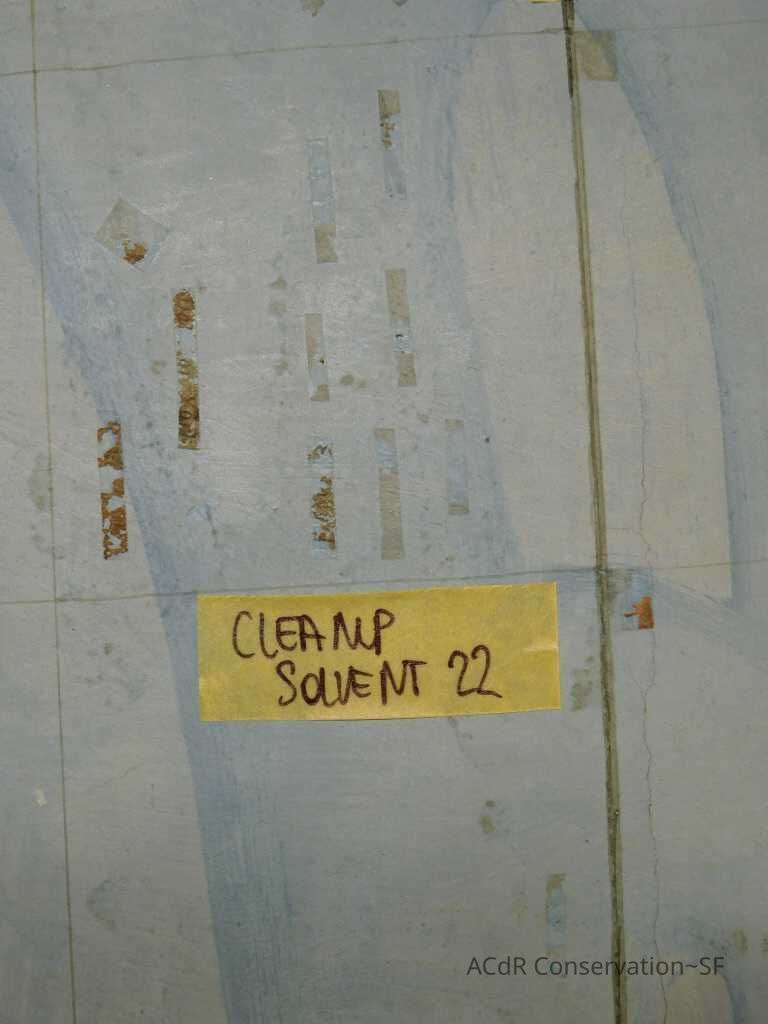 CLEANUP
SOLVENT 22
ACdR Conservation~SF